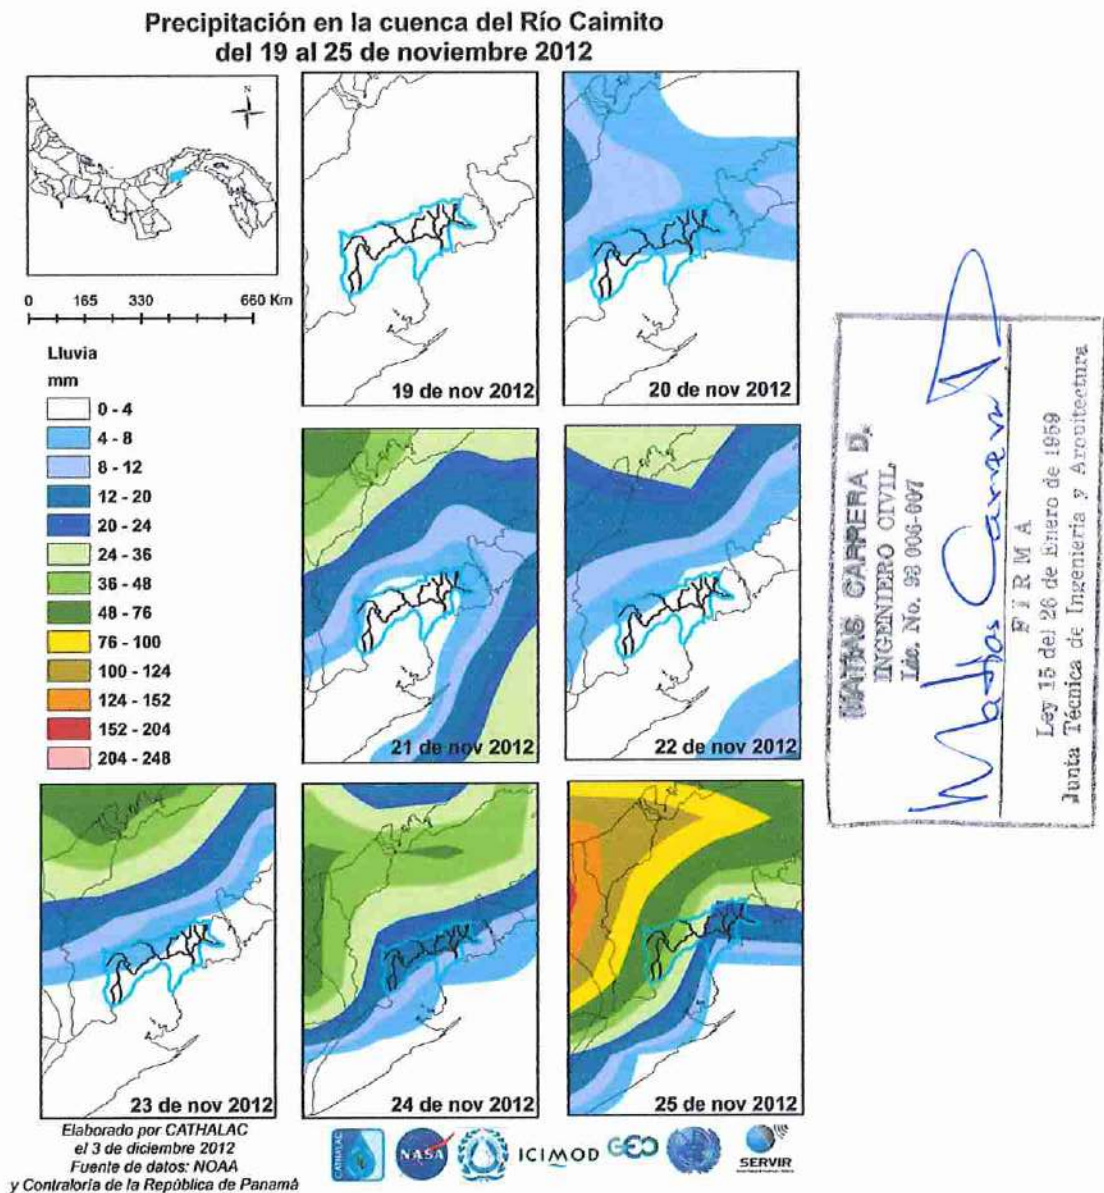 Precipitación en la cuenca del Río Caimito
del 19 al 25 de noviembre 2012
N
0 165 330 660 Km
Lluvia
mm
0 - 4
4 - 8
8 - 12
12 - 20
20 - 24
24 - 36
36 - 48
48 - 76
76 - 100
100 - 124
124 - 152
152 - 204
204 - 248
19 de nov 2012
20 de nov 2012
21 de nov 2012
22 de nov 2012
23 de nov 2012
24 de nov 2012
25 de nov 2012
Elaborado por CATHALAC
el 3 de diciembre 2012
Fuente de datos: NOAA
y Contraloría de la República de Panamá
CATHALAC
NASA
ICIMOD
GEO
SERVIR
MATIAS CARRERA D.
INGENIERO CIVIL
Lic. No. 98 006-007
Matias Carrera D
FIRMA
Ley 15 del 26 de Enero de 1959
Junta Técnica de Ingeniería y Arquitectura